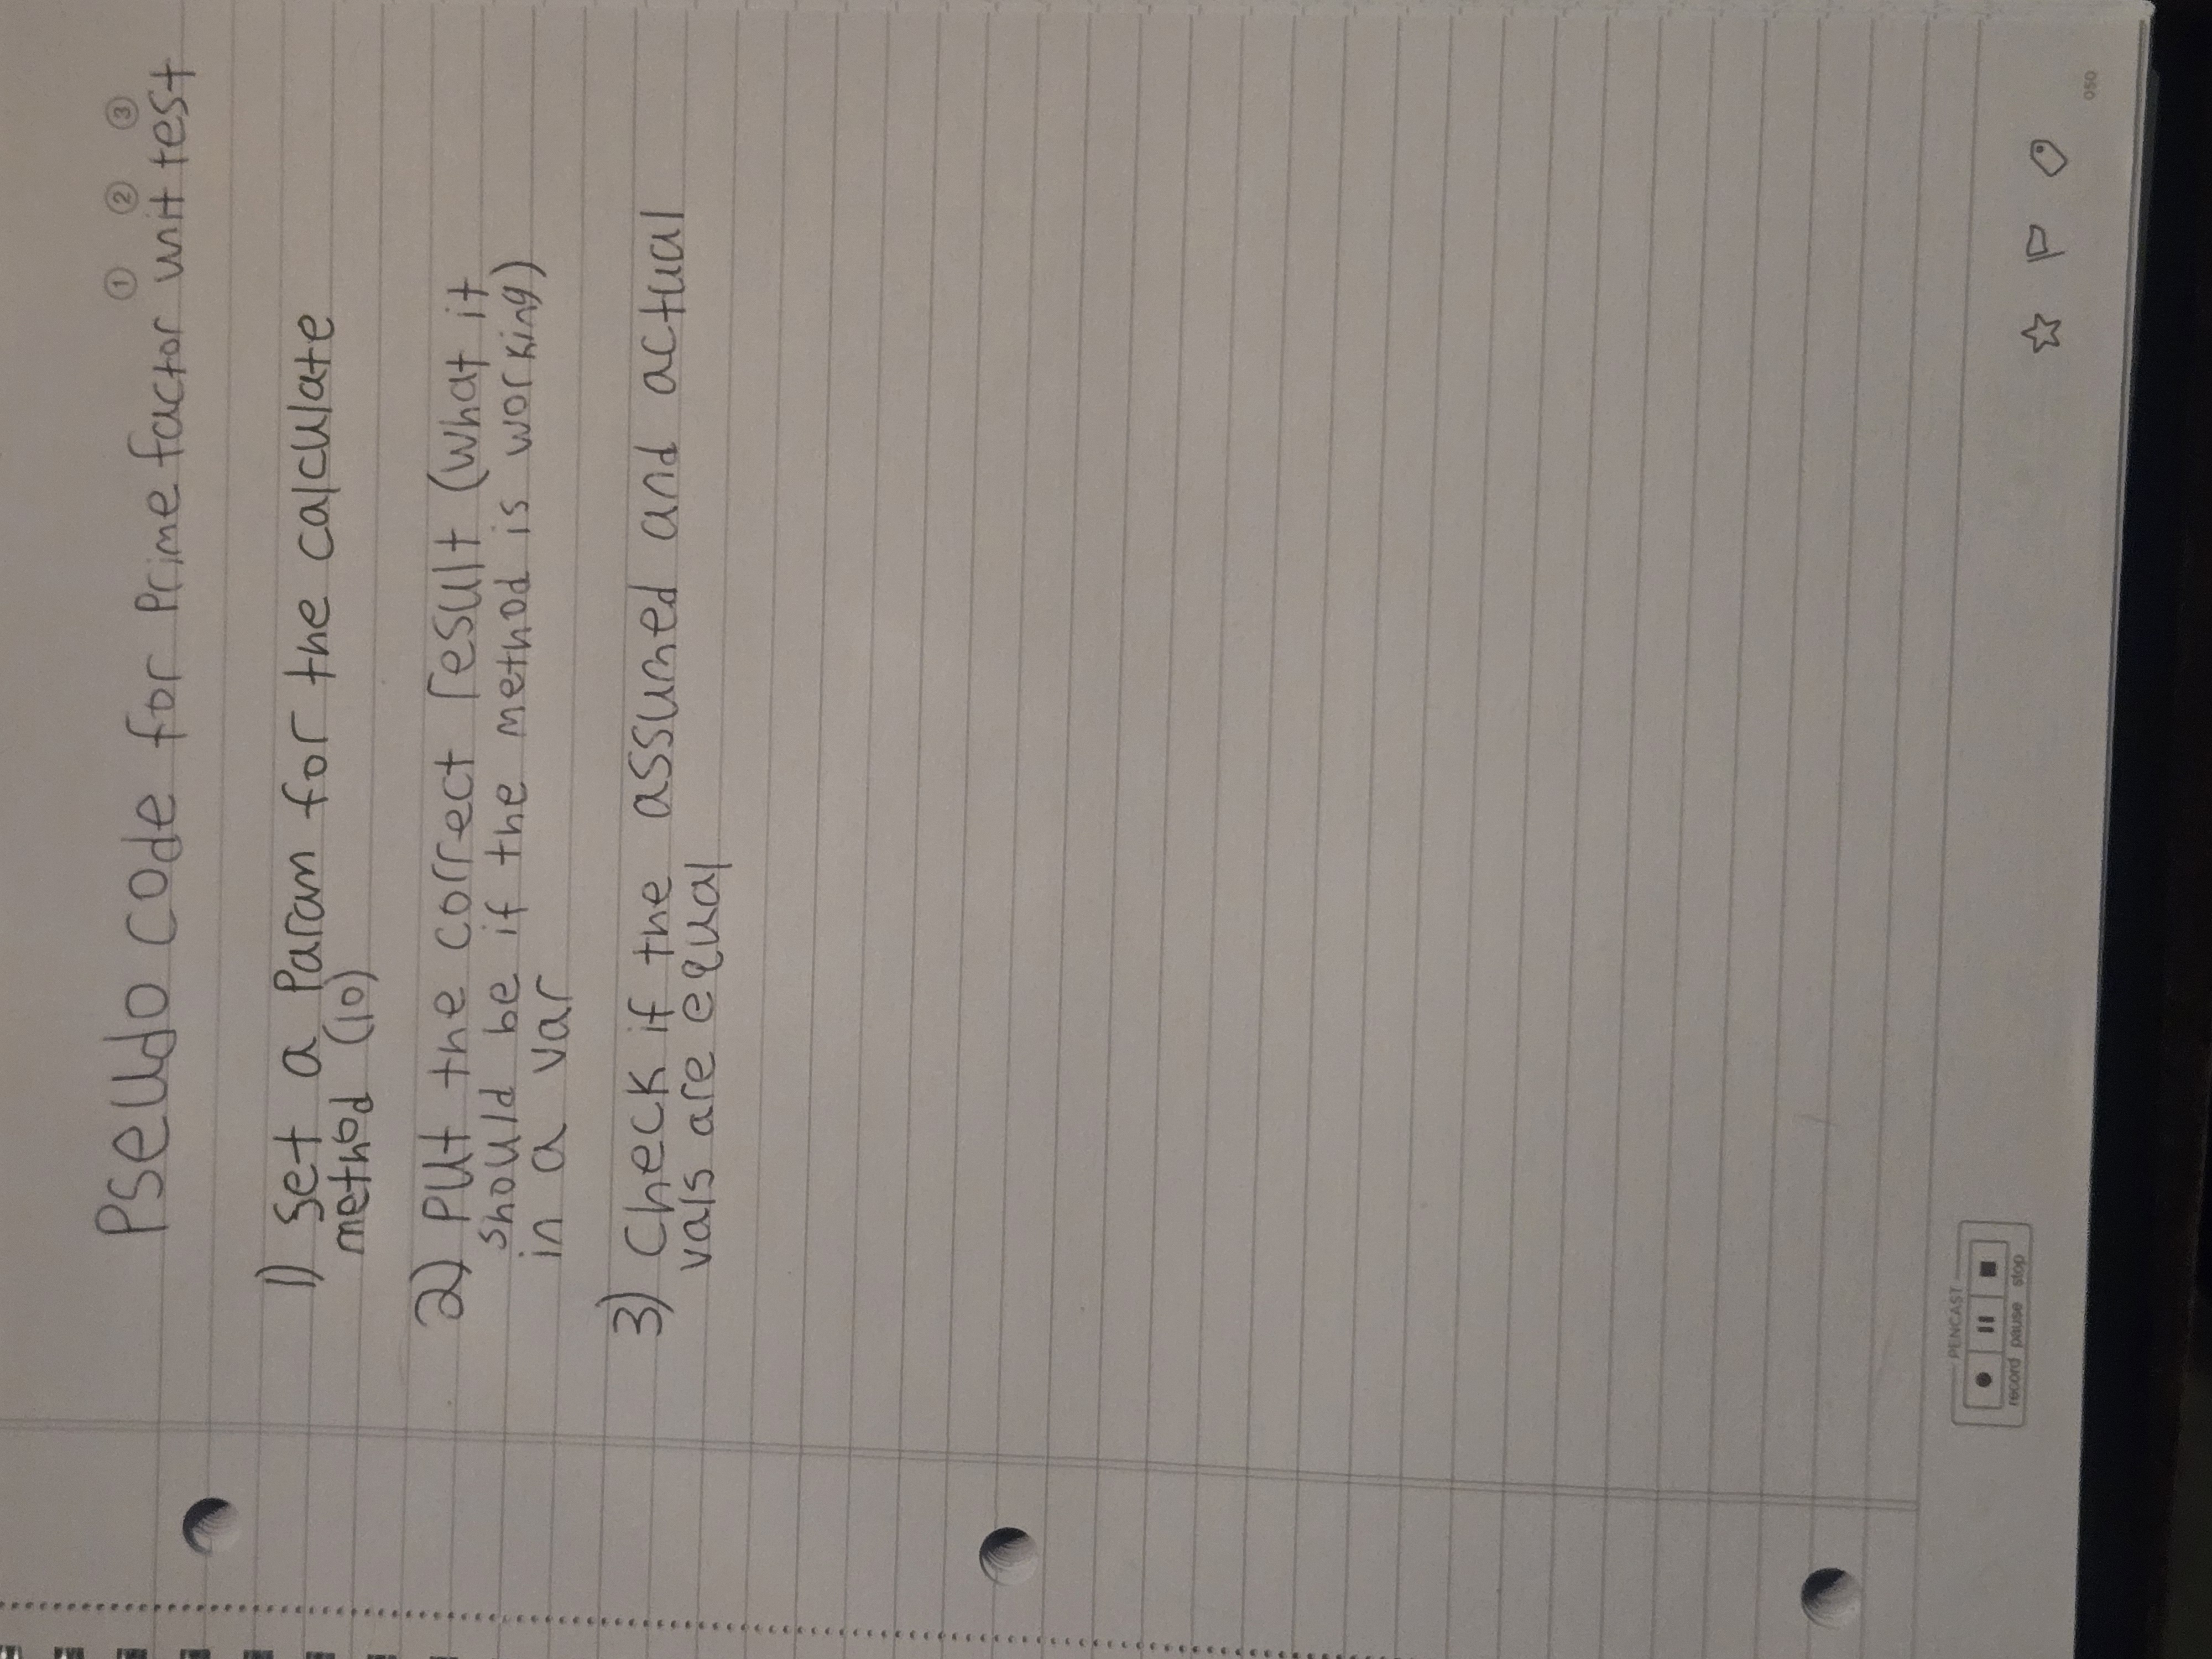 ① ② ③
Pseudo code for Prime factor unit test
1) Set a Param for the calculate
method (10)
2) Put the correct result (what it
should be if the method is working)
in a var
3) Check if the assumed and actual
vals are equal
PENCAST
record pause stop
050